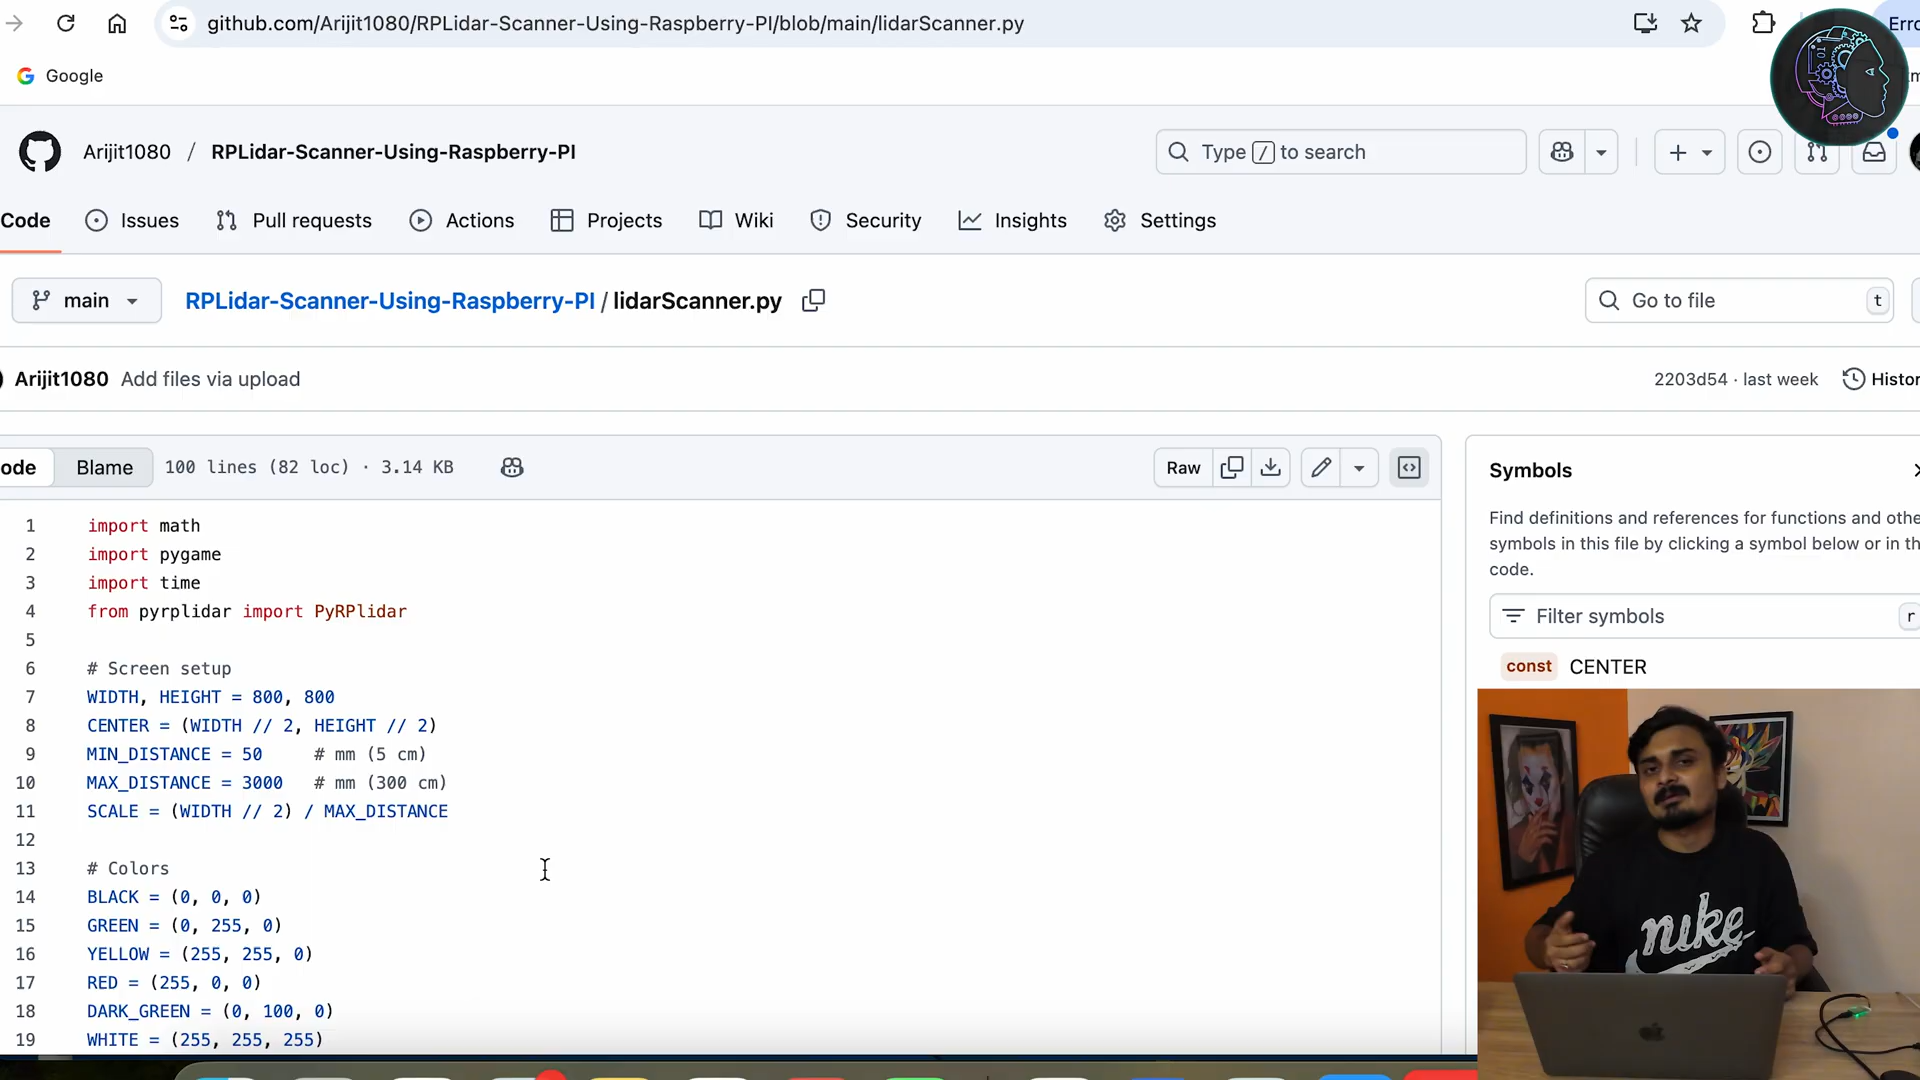 github.com/Arijit1080/RPLidar-Scanner-Using-Raspberry-PI/blob/main/lidarScanner.py
Erro
Google
Arijit1080 / RPLidar-Scanner-Using-Raspberry-PI
Type / to search
Code
Issues
Pull requests
Actions
Projects
Wiki
Security
Insights
Settings
main
RPLidar-Scanner-Using-Raspberry-PI / lidarScanner.py
Go to file
t
Arijit1080 Add files via upload
2203d54 · last week
Histor
ode
Blame
100 lines (82 loc) · 3.14 KB
Raw
Symbols
Find definitions and references for functions and othe
symbols in this file by clicking a symbol below or in th
code.
Filter symbols
r
const CENTER
1 import math
2 import pygame
3 import time
4 from pyrplidar import PyRPlidar
5
6 # Screen setup
7 WIDTH, HEIGHT = 800, 800
8 CENTER = (WIDTH // 2, HEIGHT // 2)
9 MIN_DISTANCE = 50 # mm (5 cm)
10 MAX_DISTANCE = 3000 # mm (300 cm)
11 SCALE = (WIDTH // 2) / MAX_DISTANCE
12
13 # Colors
14 BLACK = (0, 0, 0)
15 GREEN = (0, 255, 0)
16 YELLOW = (255, 255, 0)
17 RED = (255, 0, 0)
18 DARK_GREEN = (0, 100, 0)
19 WHITE = (255, 255, 255)
nike